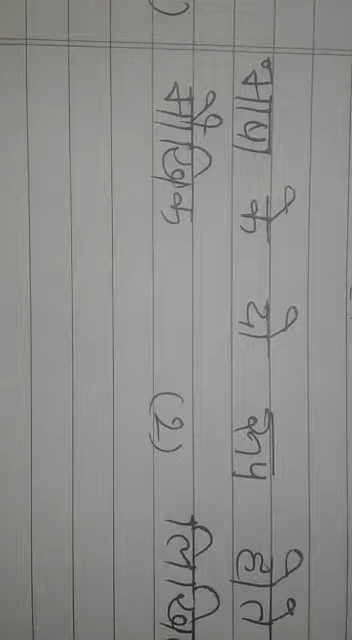 भाषा के दो रूप होते
) मौखिक (2) लिखि